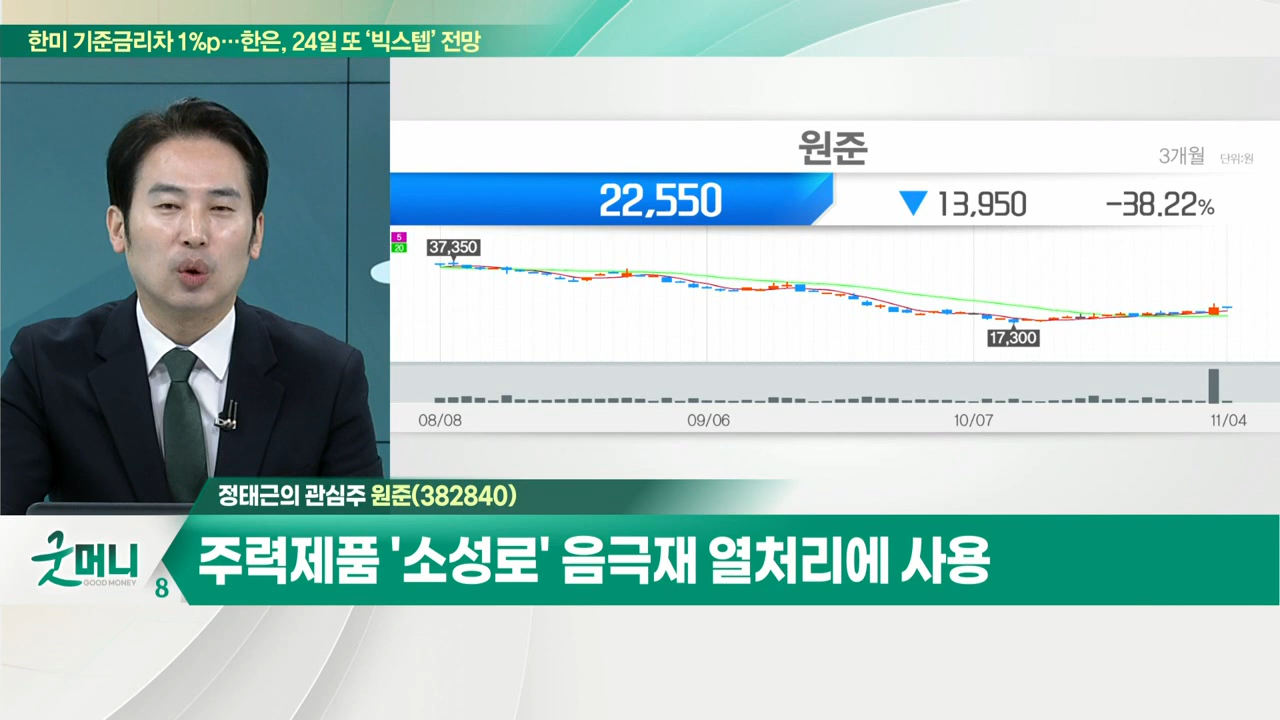 한미 기준금리차 1%p…한은, 24일 또 ‘빅스텝’ 전망
원준
3개월 단위:원
22,550 ▼ 13,950 -38.22%
5
20
37,350
17,300
08/08 09/06 10/07 11/04
정태근의 관심주 원준(382840)
굿머니
GOOD MONEY
8
주력제품 '소성로' 음극재 열처리에 사용